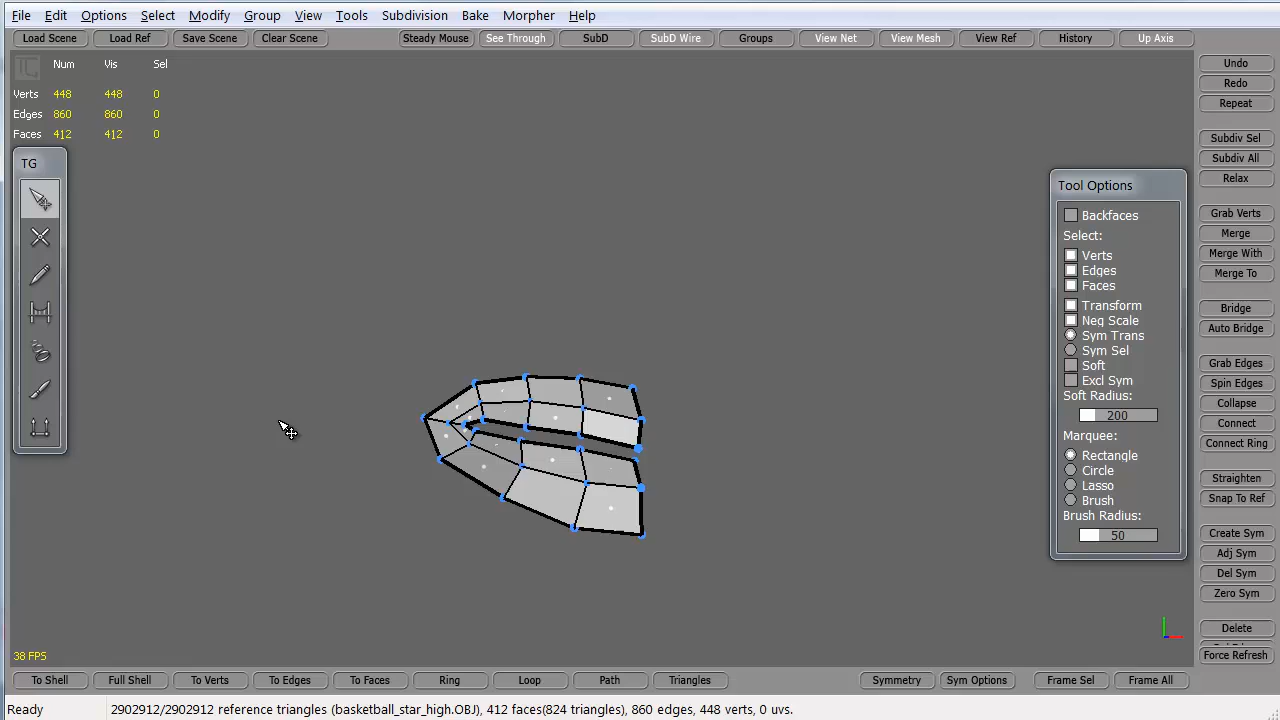 File Edit Options View Select Modify Group View Tools Subdivision Bake Morpher Help
Load Scene Load Ref Save Scene Clear Scene Steady Mouse See Through SubD SubD Wire Groups View Net View Mesh View Ref History Up Axis
Num Vis Sel
Verts 448 448 0
Edges 860 860 0
Faces 412 412 0
TG
Tool Options
Backfaces
Select:
Verts
Edges
Faces
Transform
Neg Scale
Sym Trans
Sym Sel
Soft
Excl Sym
Soft Radius:
200
Marquee:
Rectangle
Circle
Lasso
Brush
Brush Radius:
50
Undo
Redo
Repeat
Subdiv Sel
Subdiv All
Relax
Grab Verts
Merge
Merge With
Merge To
Bridge
Auto Bridge
Grab Edges
Spin Edges
Collapse
Connect
Connect Ring
Straighten
Snap To Ref
Create Sym
Adj Sym
Del Sym
Zero Sym
Delete
Force Refresh
38 FPS
To Shell Full Shell To Verts To Edges To Faces Ring Loop Path Triangles Symmetry Sym Options Frame Sel Frame All
Ready 2902912/2902912 reference triangles (basketball_star_high.OBJ), 412 faces(824 triangles), 860 edges, 448 verts, 0 uvs.